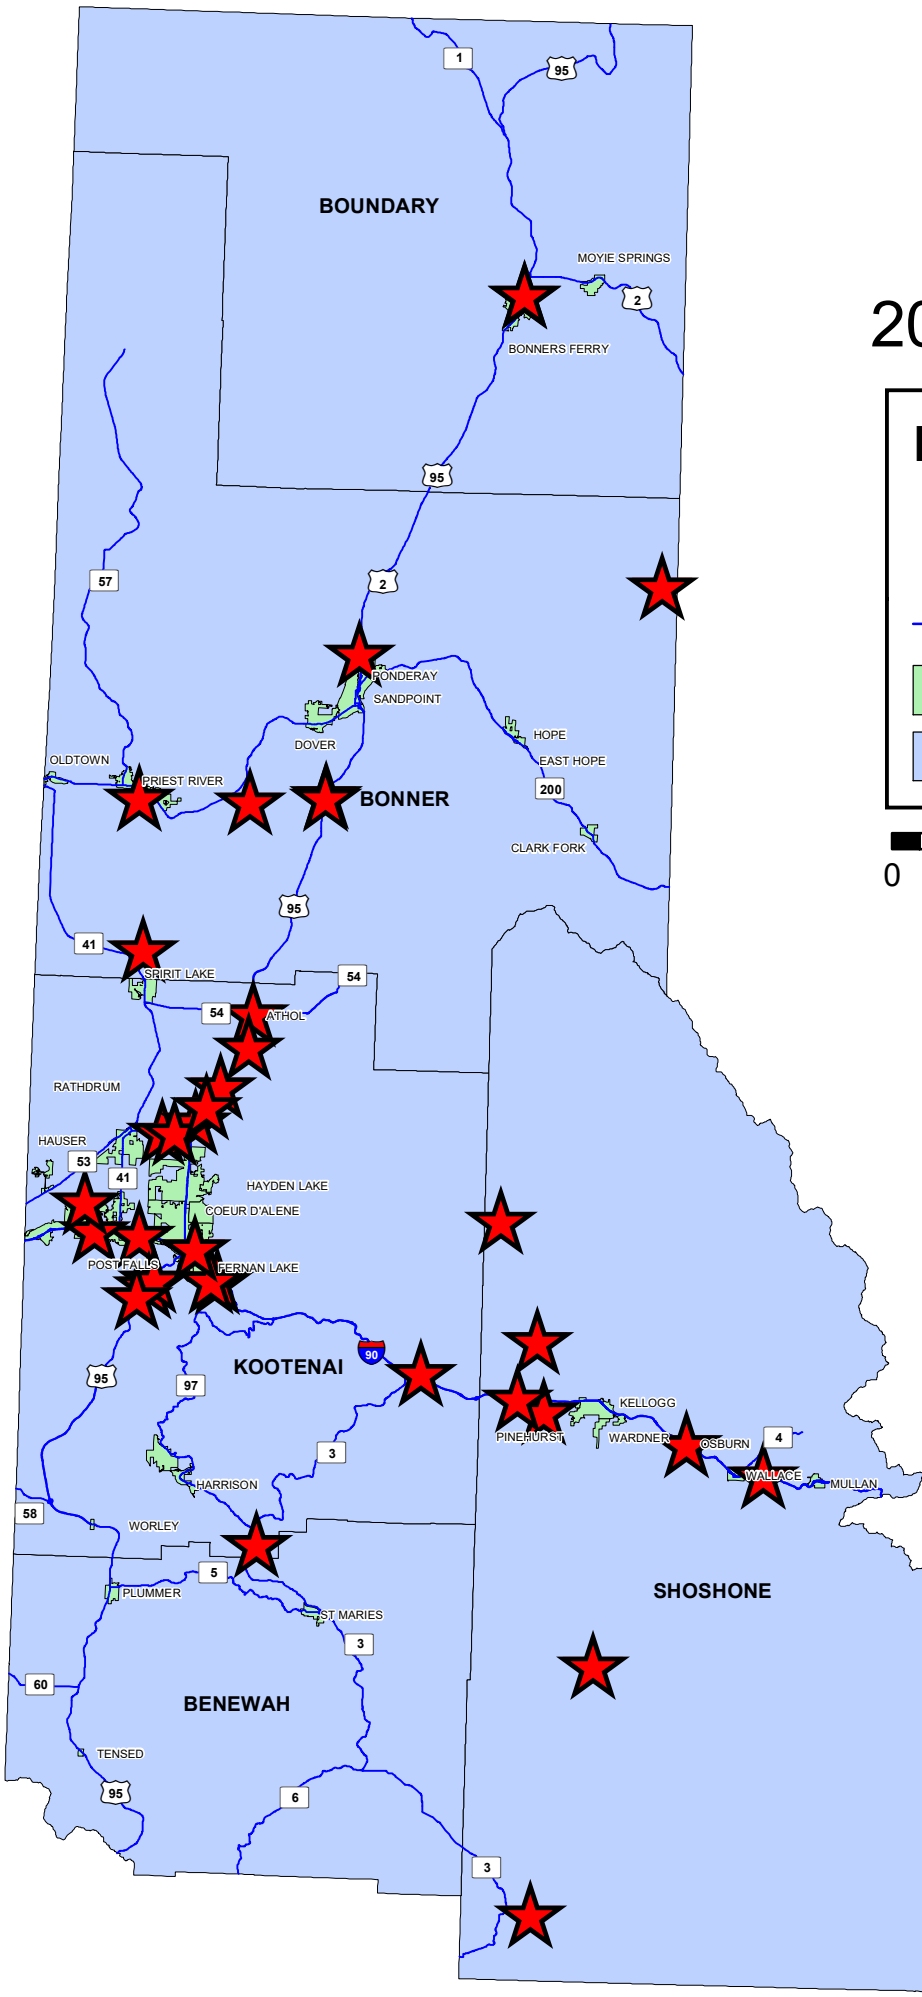 1
95
BOUNDARY
MOYIE SPRINGS
2
20
BONNERS FERRY
95
57
2
PONDERAY
SANDPOINT
DOVER
HOPE
OLDTOWN
EAST HOPE
PRIEST RIVER
200
BONNER
CLARK FORK
0
95
41
SPIRIT LAKE
54
54
ATHOL
RATHDRUM
HAUSER
53
41
HAYDEN LAKE
COEUR D'ALENE
POST FALLS
FERNAN LAKE
90
KOOTENAI
95
97
KELLOGG
PINEHURST
WARDNER
OSBURN
4
3
WALLACE
MULLAN
HARRISON
58
WORLEY
5
PLUMMER
SHOSHONE
ST MARIES
3
60
BENEWAH
TENSED
95
6
3